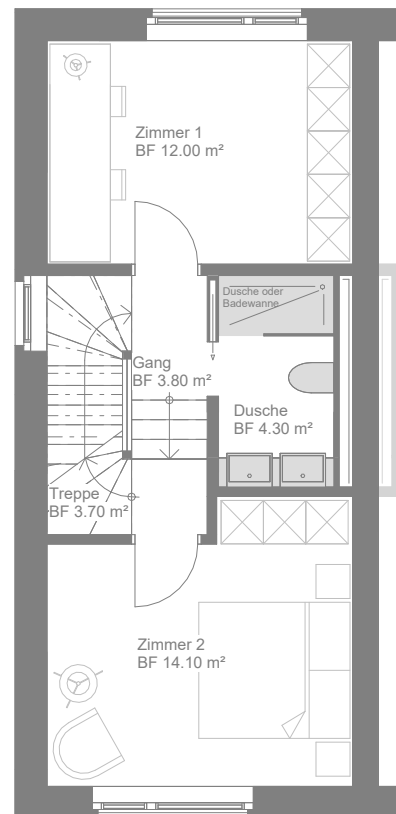 Zimmer 1
BF 12.00 m²
Dusche oder
Badewanne
Gang
BF 3.80 m²
Dusche
BF 4.30 m²
Treppe
BF 3.70 m²
Zimmer 2
BF 14.10 m²